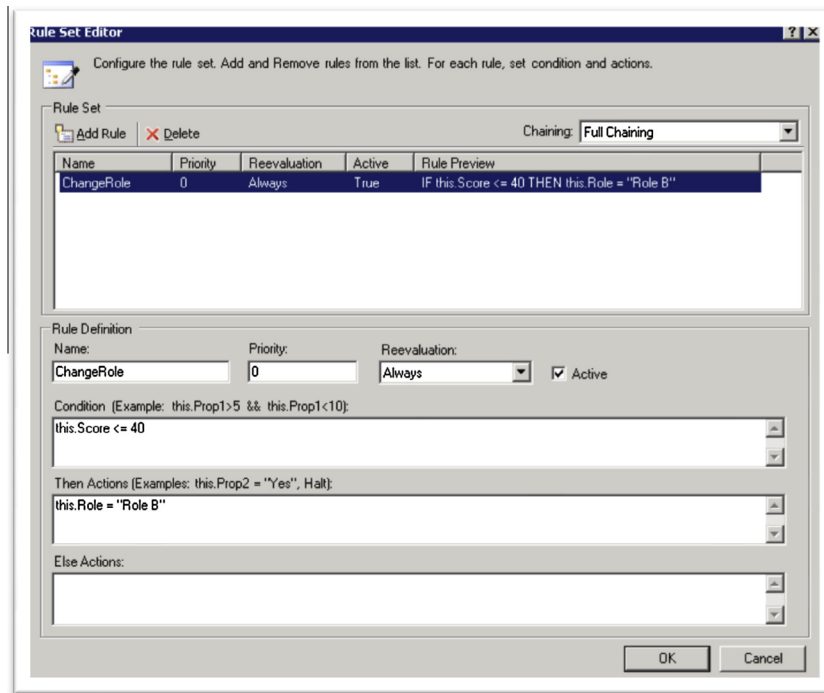 Rule Set Editor
Configure the rule set. Add and Remove rules from the list. For each rule, set condition and actions.
Rule Set
Add Rule Delete Chaining: Full Chaining
Name Priority Reevaluation Active Rule Preview
ChangeRole 0 Always True IF this.Score <= 40 THEN this.Role = "Role B"
Rule Definition
Name: Priority: Reevaluation:
ChangeRole 0 Always Active
Condition (Example: this.Prop1>5 && this.Prop1<10):
this.Score <= 40
Then Actions (Examples: this.Prop2 = "Yes", Halt):
this.Role = "Role B"
Else Actions:
OK Cancel